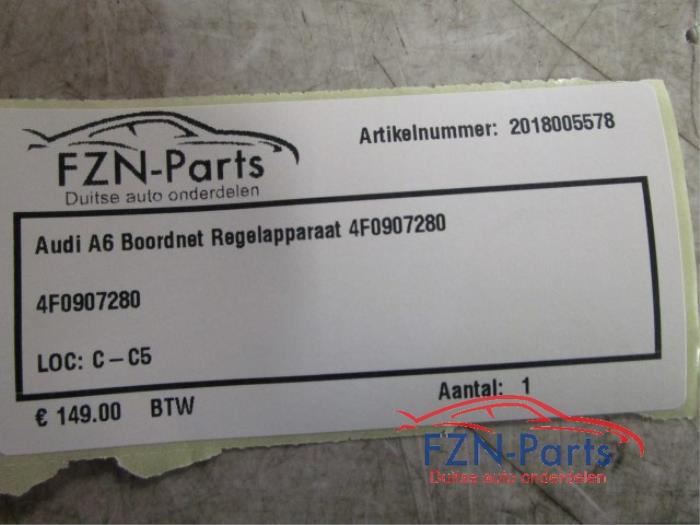 FZN-Parts
Duitse auto onderdelen
Artikelnummer: 2018005578
Audi A6 Boordnet Regelapparaat 4F0907280
4F0907280
LOC: C-C5
€ 149.00 BTW
Aantal: 1
FZN-Parts
Duitse auto onderdelen